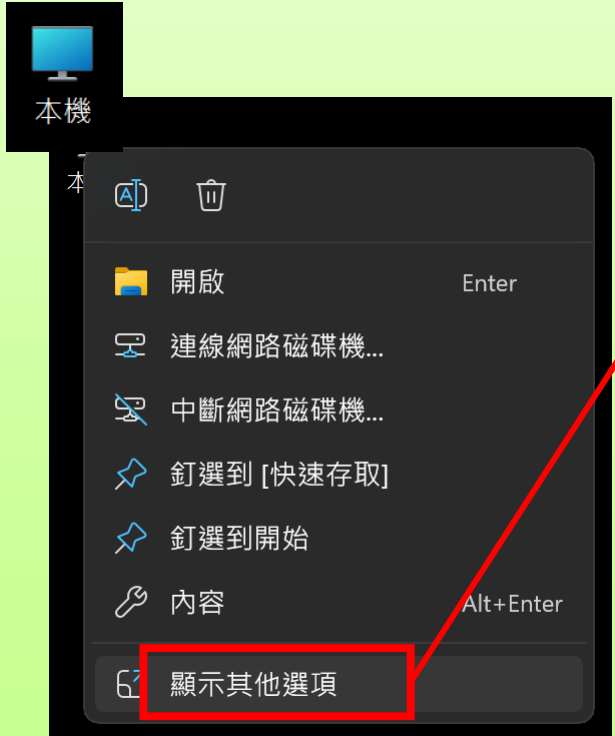 本機
本
開啟 Enter
連線網路磁碟機...
中斷網路磁碟機...
釘選到 [快速存取]
釘選到開始
內容 Alt+Enter
顯示其他選項